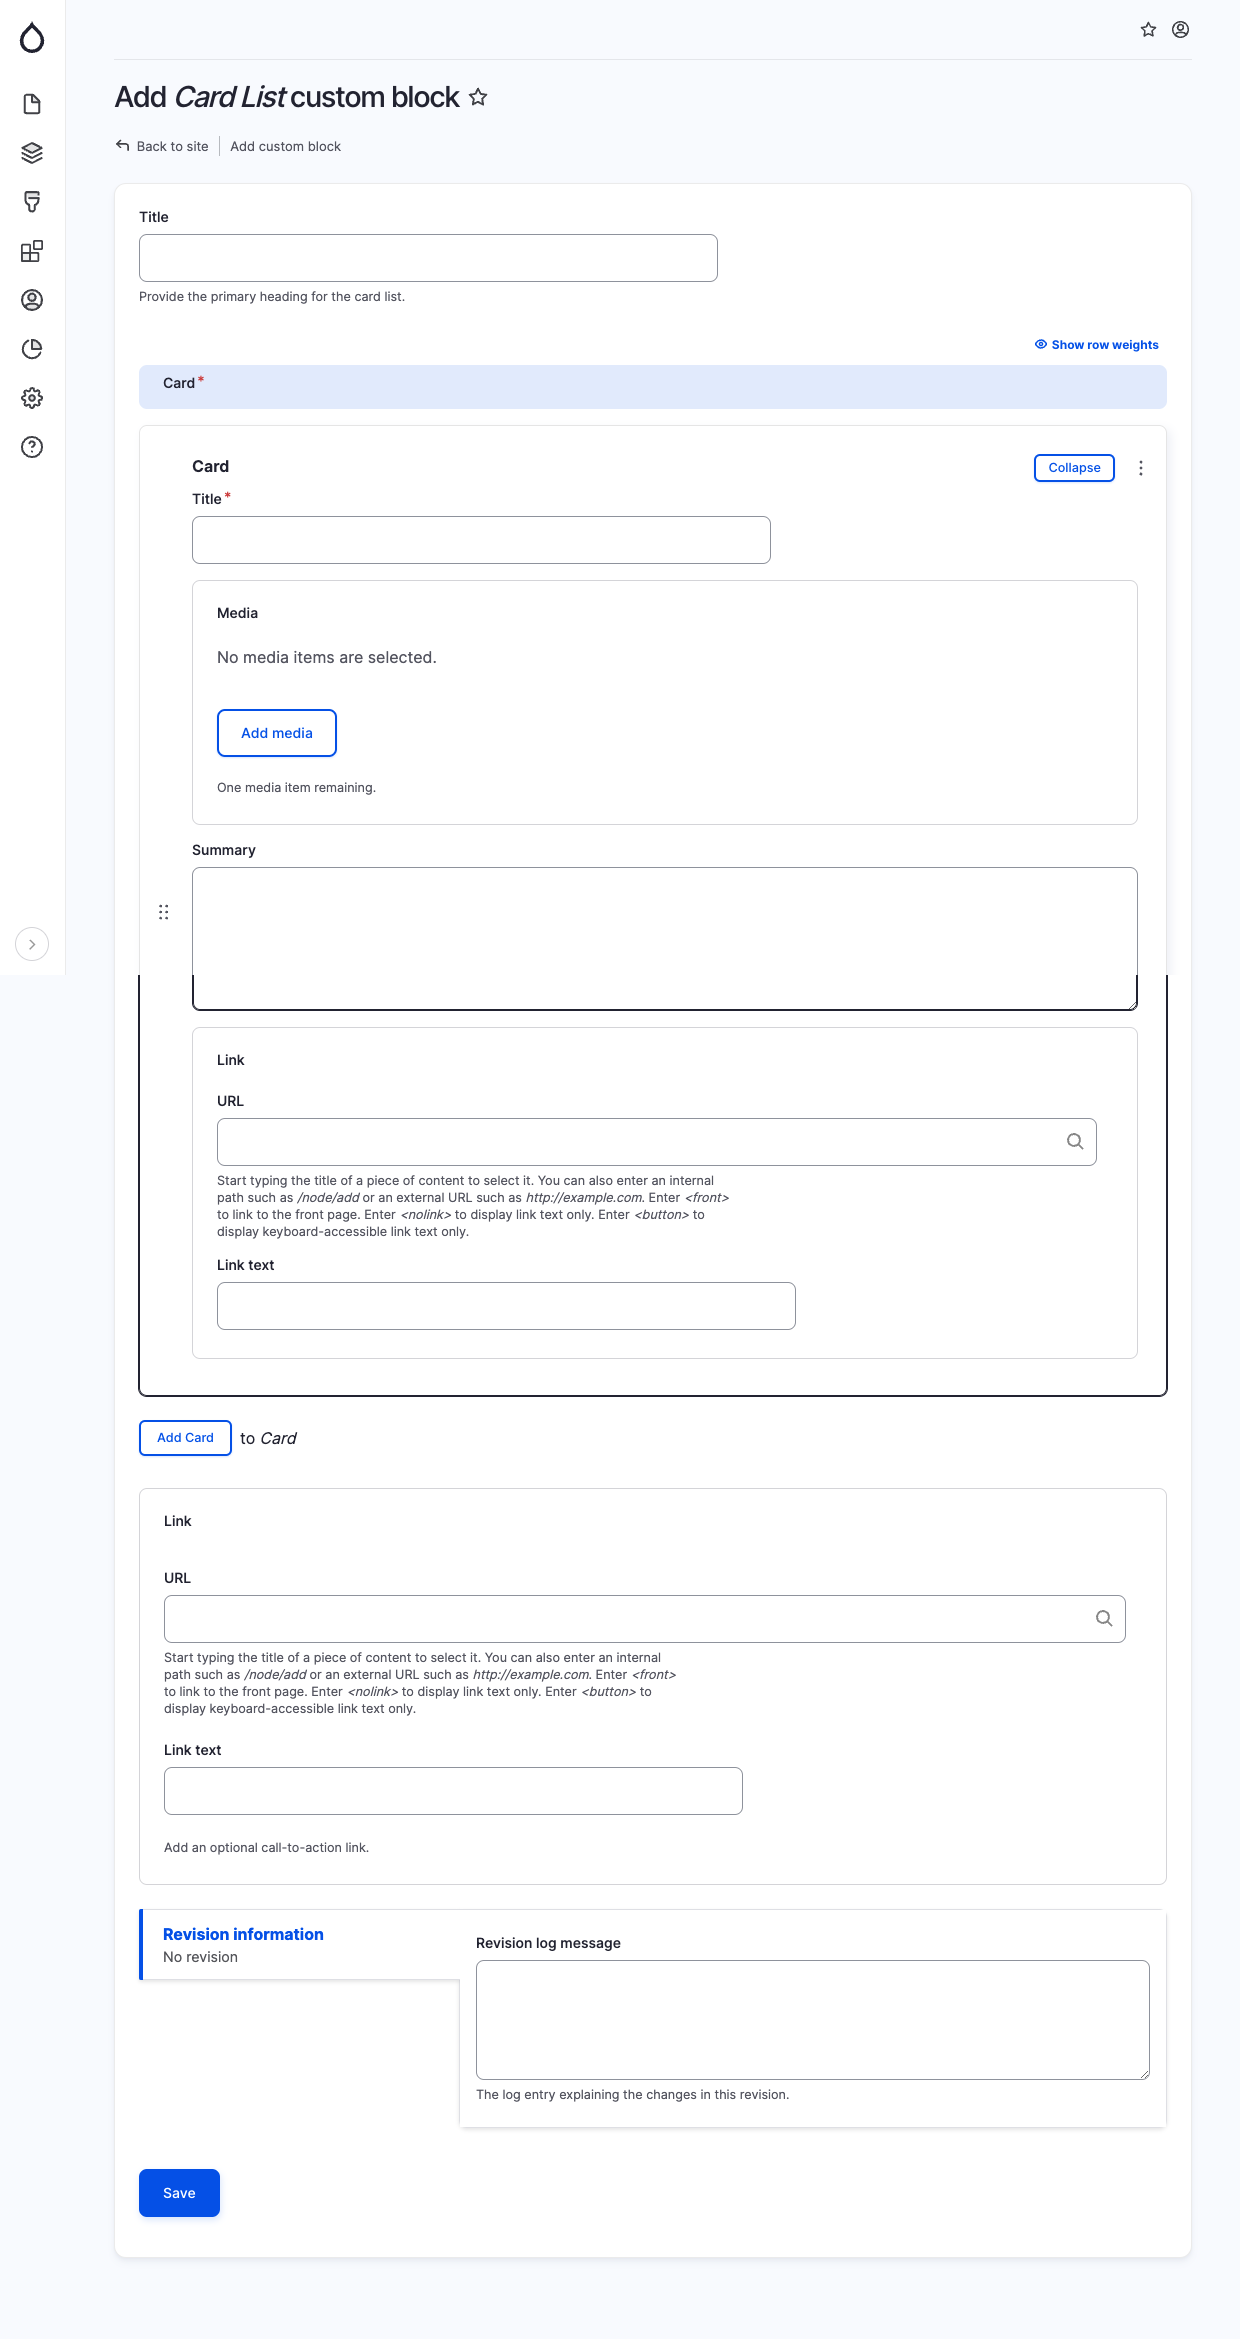 Add Card List custom block
Back to site
Add custom block
Title
Provide the primary heading for the card list.
Show row weights
Card*
Card
Collapse
Title*
Media
No media items are selected.
Add media
One media item remaining.
Summary
Link
URL
Start typing the title of a piece of content to select it. You can also enter an internal
path such as /node/add or an external URL such as http://example.com. Enter <front>
to link to the front page. Enter <nolink> to display link text only. Enter <button> to
display keyboard-accessible link text only.
Link text
Add Card to Card
Link
URL
Start typing the title of a piece of content to select it. You can also enter an internal
path such as /node/add or an external URL such as http://example.com. Enter <front>
to link to the front page. Enter <nolink> to display link text only. Enter <button> to
display keyboard-accessible link text only.
Link text
Add an optional call-to-action link.
Revision information
No revision
Revision log message
The log entry explaining the changes in this revision.
Save